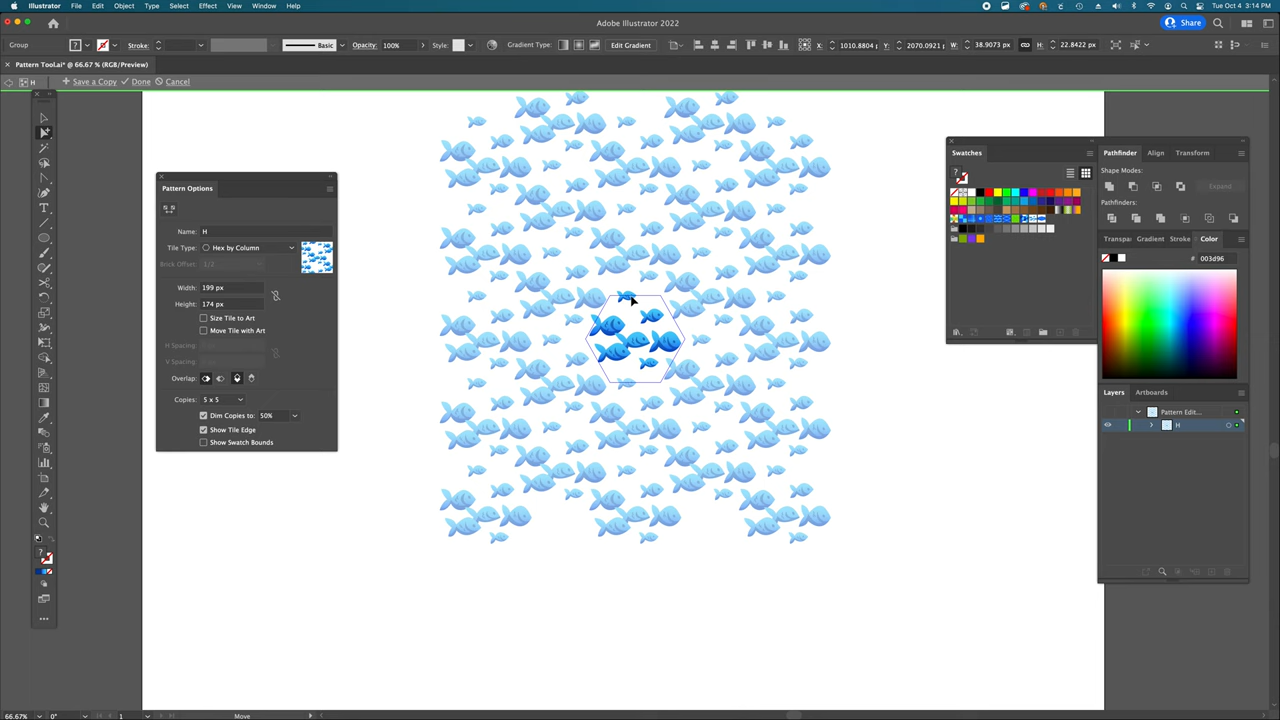 Illustrator File Edit Object Type Select Effect View Window Help
Tue Oct 4 3:14 PM
Adobe Illustrator 2022
Share
Group
Stroke:
Basic
Opacity: 100%
Style:
Gradient Type:
Edit Gradient
X: 1010.8804 p
Y: 2070.0921 p
W: 38.9073 px
H: 22.8422 px
× Pattern Tool.ai* @ 66.67 % (RGB/Preview)
H
+ Save a Copy
Done
Cancel
Pattern Options
Name: H
Tile Type: Hex by Column
Brick Offset: 1/2
Width: 199 px
Height: 174 px
Size Tile to Art
Move Tile with Art
H Spacing:
V Spacing:
Overlap:
Copies: 5 x 5
Dim Copies to: 50%
Show Tile Edge
Show Swatch Bounds
Swatches
Pathfinder Align Transform
Shape Modes:
Expand
Pathfinders:
Transpa Gradient Stroke Color
# 003d96
Layers Artboards
Pattern Edit...
H
66.67%
0°
1
Move